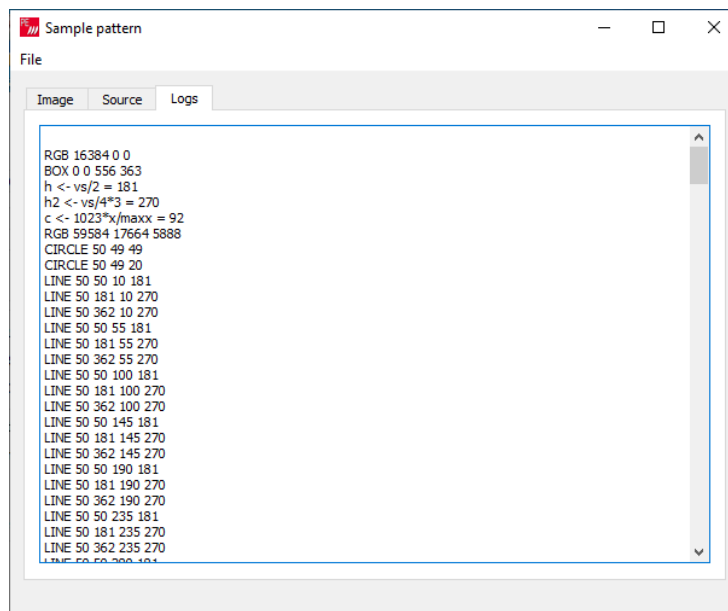 PE
Sample pattern
File
Image Source Logs
RGB 16384 0 0
BOX 0 0 556 363
h <- vs/2 = 181
h2 <- vs/4*3 = 270
c <- 1023*x/maxx = 92
RGB 59584 17664 5888
CIRCLE 50 49 49
CIRCLE 50 49 20
LINE 50 50 10 181
LINE 50 181 10 270
LINE 50 362 10 270
LINE 50 50 55 181
LINE 50 181 55 270
LINE 50 362 55 270
LINE 50 50 100 181
LINE 50 181 100 270
LINE 50 362 100 270
LINE 50 50 145 181
LINE 50 181 145 270
LINE 50 362 145 270
LINE 50 50 190 181
LINE 50 181 190 270
LINE 50 362 190 270
LINE 50 50 235 181
LINE 50 181 235 270
LINE 50 362 235 270
LINE 50 50 280 181